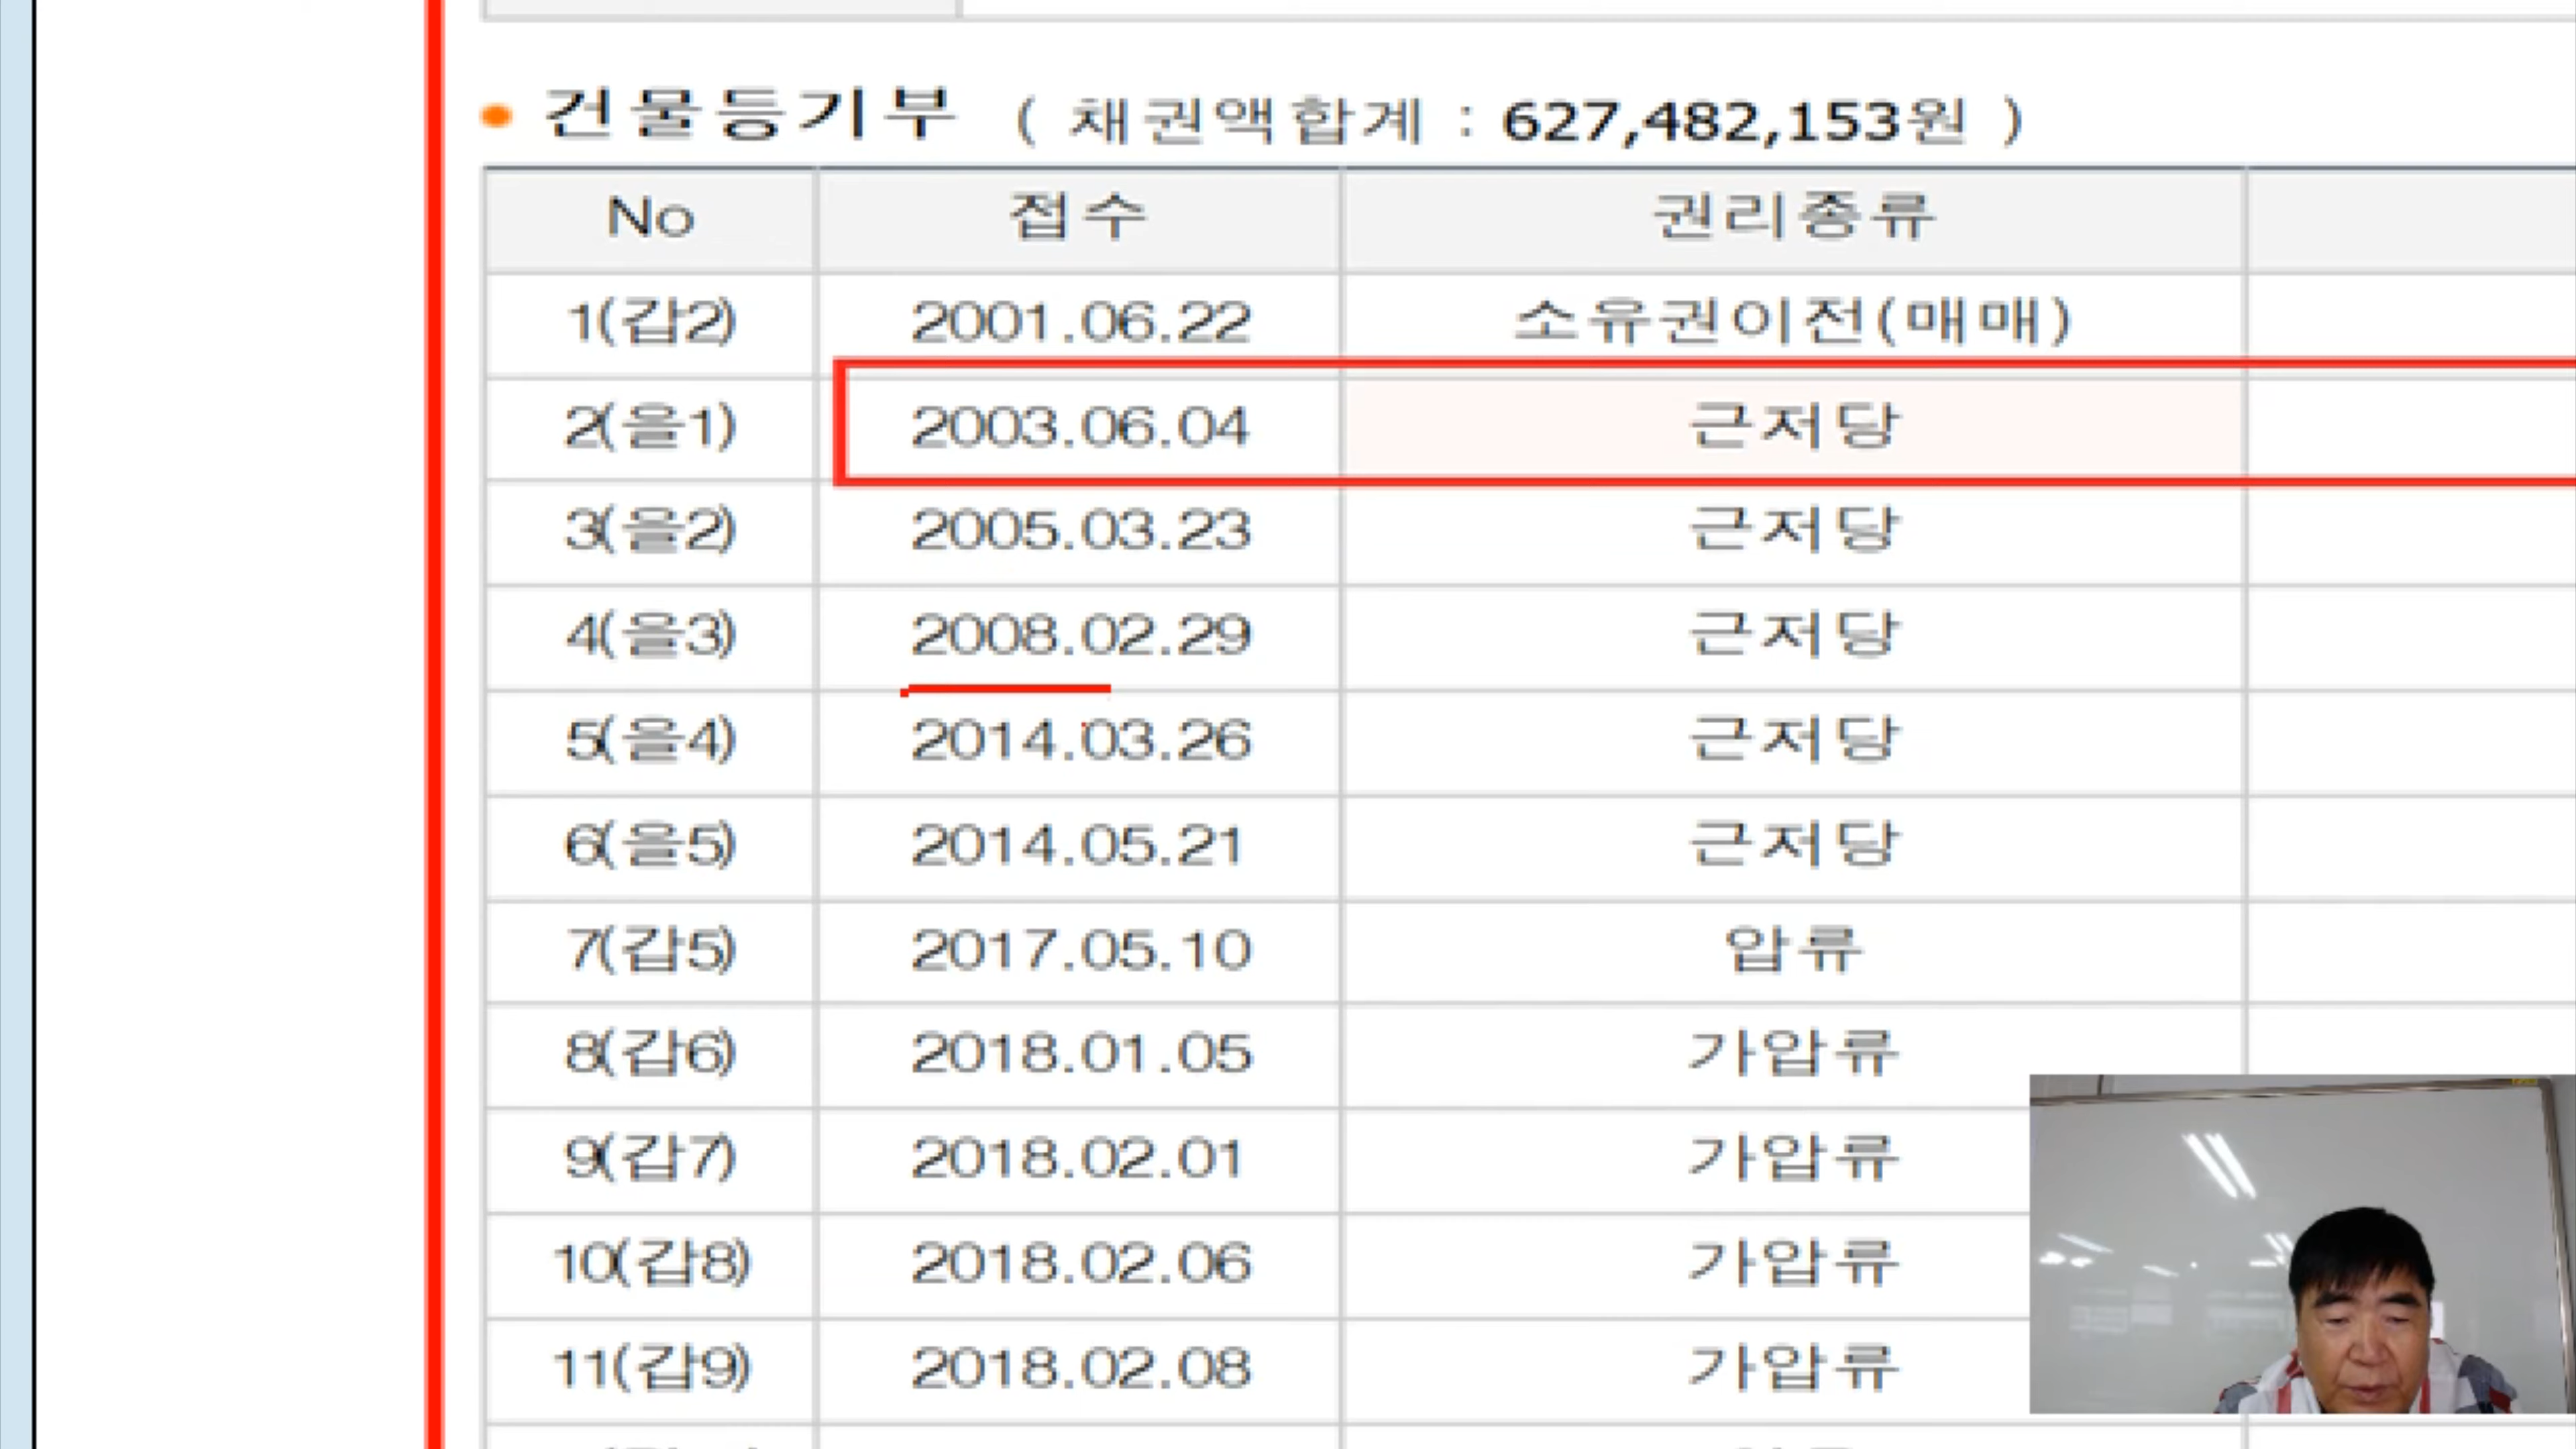 건물등기부 ( 채권액합계 : 627,482,153원 )
No 접수 권리종류
1(갑2) 2001.06.22 소유권이전(매매)
2(을1) 2003.06.04 근저당
3(을2) 2005.03.23 근저당
4(을3) 2008.02.29 근저당
5(을4) 2014.03.26 근저당
6(을5) 2014.05.21 근저당
7(갑5) 2017.05.10 압류
8(갑6) 2018.01.05 가압류
9(갑7) 2018.02.01 가압류
10(갑8) 2018.02.06 가압류
11(갑9) 2018.02.08 가압류